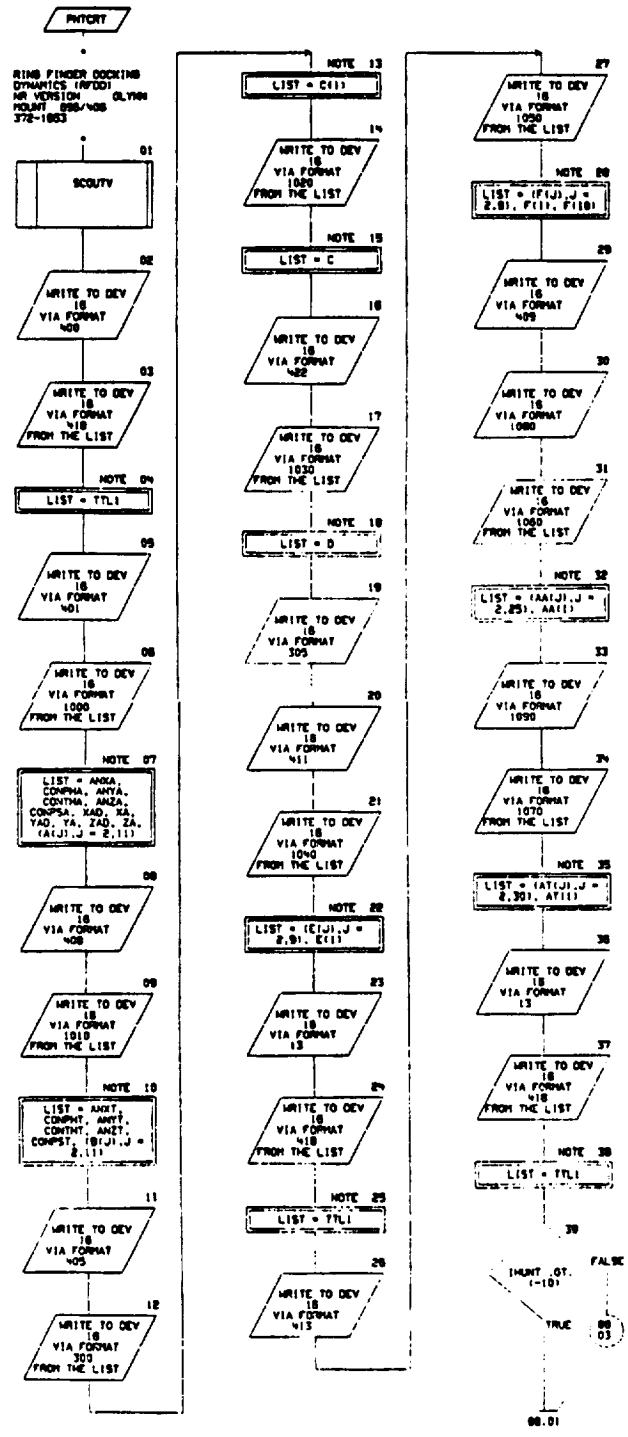 PNTCRT
RING FINGER DOCKING
DYNAMICS (RFDD)
NR VERSION GLYNN
MOUNT 895/406
372-1663
01
SCOUTV
02
WRITE TO DEV
16
VIA FORMAT
400
03
WRITE TO DEV
16
VIA FORMAT
418
FROM THE LIST
NOTE 04
LIST = TTL1
05
WRITE TO DEV
16
VIA FORMAT
401
06
WRITE TO DEV
16
VIA FORMAT
1000
FROM THE LIST
NOTE 07
LIST = ANXA,
CONPHA, ANYA,
CONTHA, ANZA,
CONPSA, XAD, XA,
YAD, YA, ZAD, ZA,
(A(J),J = 2,11)
08
WRITE TO DEV
16
VIA FORMAT
408
09
WRITE TO DEV
16
VIA FORMAT
1010
FROM THE LIST
NOTE 10
LIST = ANXT,
CONPHT, ANYT,
CONTHT, ANZT,
CONPST, (B(J),J =
2,11)
11
WRITE TO DEV
16
VIA FORMAT
405
12
WRITE TO DEV
16
VIA FORMAT
300
FROM THE LIST
NOTE 13
LIST = C(1)
14
WRITE TO DEV
16
VIA FORMAT
1020
FROM THE LIST
NOTE 15
LIST = C
16
WRITE TO DEV
16
VIA FORMAT
422
17
WRITE TO DEV
16
VIA FORMAT
1030
FROM THE LIST
NOTE 18
LIST = D
19
WRITE TO DEV
16
VIA FORMAT
305
20
WRITE TO DEV
16
VIA FORMAT
411
21
WRITE TO DEV
16
VIA FORMAT
1040
FROM THE LIST
NOTE 22
LIST = (E(J),J =
2,9), E(1)
23
WRITE TO DEV
16
VIA FORMAT
13
24
WRITE TO DEV
16
VIA FORMAT
418
FROM THE LIST
NOTE 25
LIST = TTL1
26
WRITE TO DEV
16
VIA FORMAT
413
27
WRITE TO DEV
16
VIA FORMAT
1050
FROM THE LIST
NOTE 28
LIST = (F(J),J =
2,8), F(1), F(10)
29
WRITE TO DEV
16
VIA FORMAT
409
30
WRITE TO DEV
16
VIA FORMAT
1080
31
WRITE TO DEV
16
VIA FORMAT
1060
FROM THE LIST
NOTE 32
LIST = (AA(J),J =
2,25), AA(1)
33
WRITE TO DEV
16
VIA FORMAT
1090
34
WRITE TO DEV
16
VIA FORMAT
1070
FROM THE LIST
NOTE 35
LIST = (AT(J),J =
2,30), AT(1)
36
WRITE TO DEV
16
VIA FORMAT
13
37
WRITE TO DEV
16
VIA FORMAT
418
FROM THE LIST
NOTE 38
LIST = TTL1
39
IHUNT .GT.
(-10)
FALSE
TRUE
03